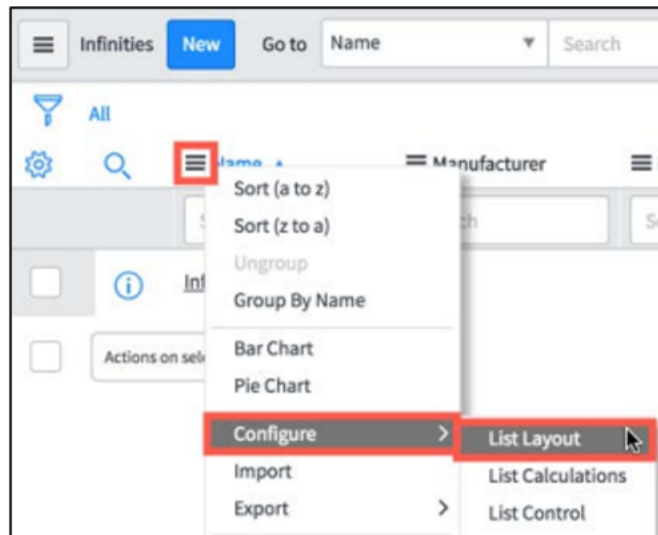 Infinities New Go to Name Search
All
Name Manufacturer
Sort (a to z)
Sort (z to a)
Ungroup
Group By Name
Actions on
Bar Chart
Pie Chart
Configure List Layout
Import List Calculations
Export List Control